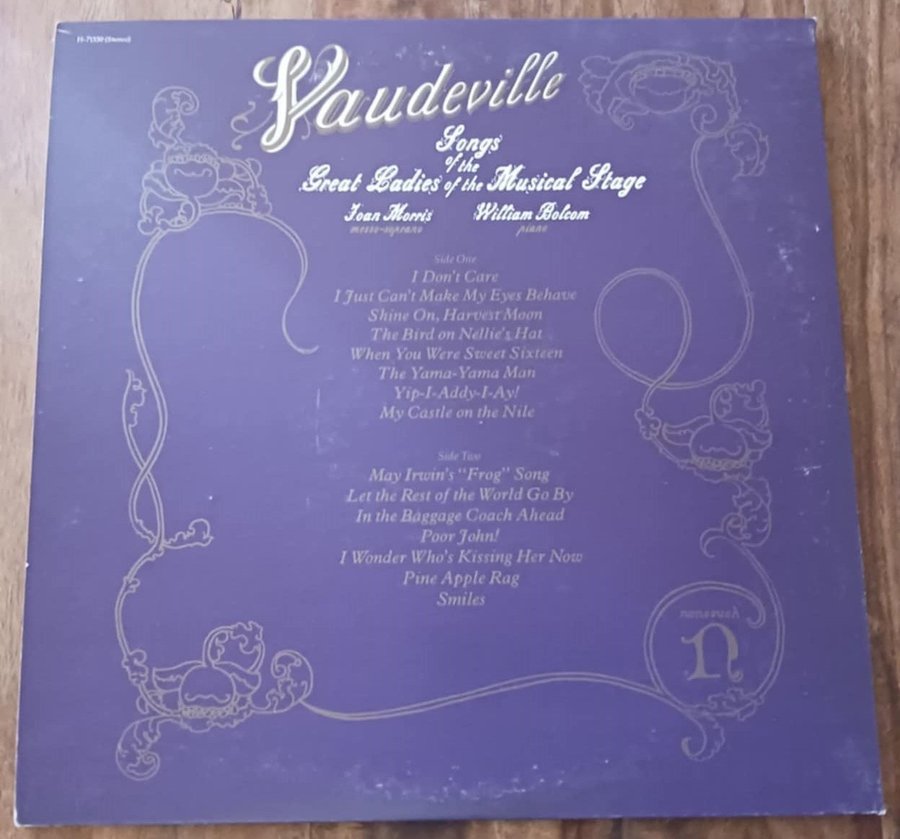 H-71330 (Stereo)
Vaudeville
Songs
of the
Great Ladies of the Musical Stage
Joan Morris William Bolcom
mezzo-soprano piano
Side One
I Don't Care
I Just Can't Make My Eyes Behave
Shine On, Harvest Moon
The Bird on Nellie's Hat
When You Were Sweet Sixteen
The Yama-Yama Man
Yip-I-Addy-I-Ay!
My Castle on the Nile
Side Two
May Irwin's "Frog" Song
Let the Rest of the World Go By
In the Baggage Coach Ahead
Poor John!
I Wonder Who's Kissing Her Now
Pine Apple Rag
Smiles
nonesuch